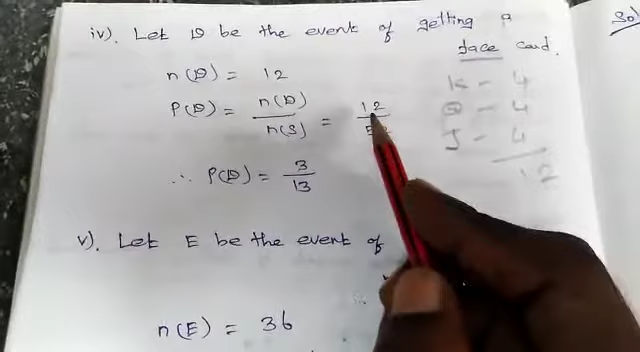 iv). Let D be the event of getting a
face card.
n(D) = 12
K - 4
P(D) = n(D) / n(S) = 12 / 52
Q - 4
J - 4
12
∴ P(D) = 3 / 13
v). Let E be the event of
n(E) = 36